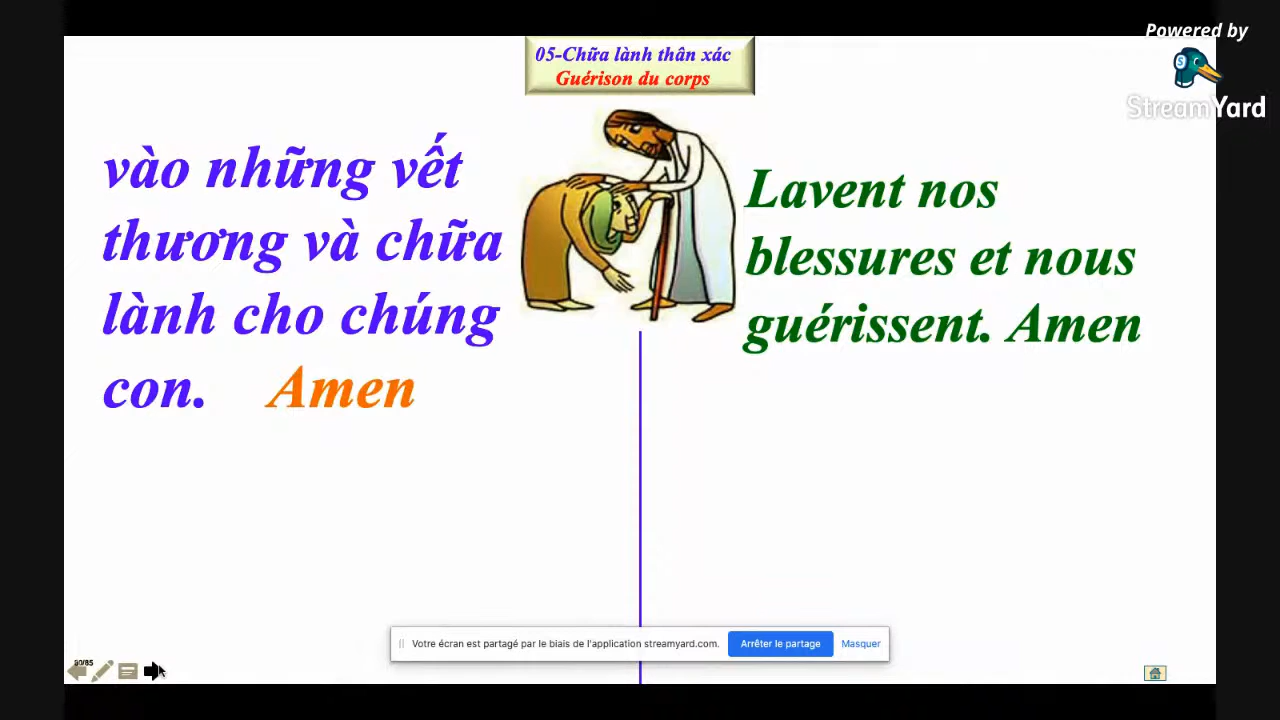 Powered by
StreamYard
05-Chữa lành thân xác
Guérison du corps
vào những vết
thương và chữa
lành cho chúng
con. Amen
Lavent nos
blessures et nous
guérissent. Amen
Votre écran est partagé par le biais de l'application streamyard.com.
Arrêter le partage
Masquer